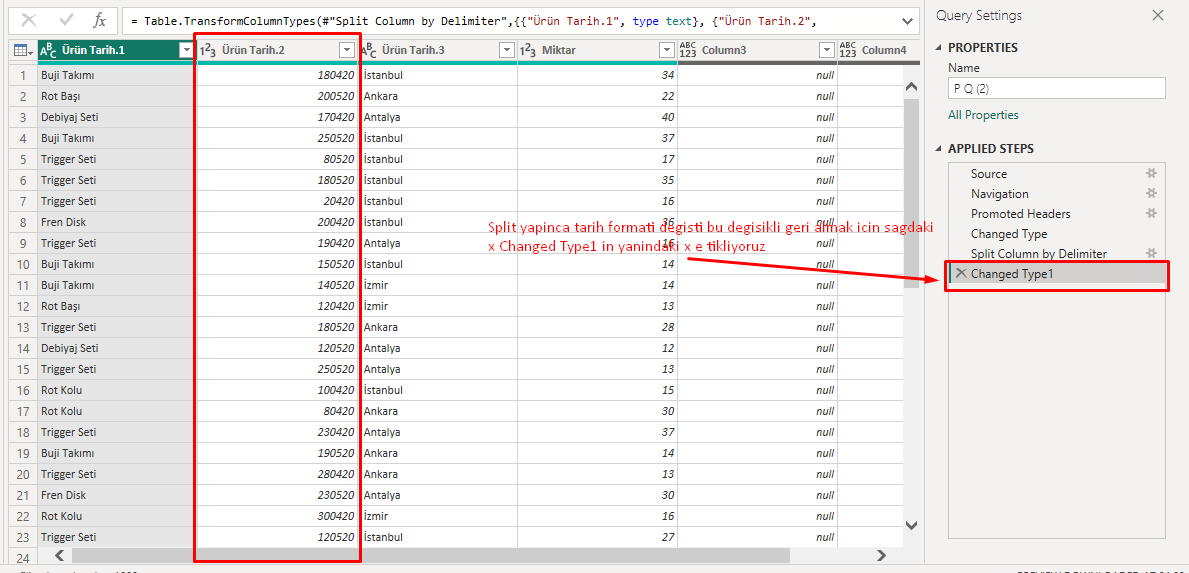 = Table.TransformColumnTypes(#"Split Column by Delimiter",{{"Ürün Tarih.1", type text}, {"Ürün Tarih.2",
Query Settings
PROPERTIES
Name
P Q (2)
All Properties
APPLIED STEPS
Source
Navigation
Promoted Headers
Changed Type
Split Column by Delimiter
Changed Type1
ABC Ürün Tarih.1 123 Ürün Tarih.2 ABC Ürün Tarih.3 123 Miktar ABC 123 Column3 ABC 123 Column4
1 Buji Takımı 180420 İstanbul 34 null
2 Rot Başı 200520 Ankara 22 null
3 Debiyaj Seti 170420 Antalya 40 null
4 Buji Takımı 250520 İstanbul 37 null
5 Trigger Seti 80520 İstanbul 17 null
6 Trigger Seti 180520 İstanbul 35 null
7 Trigger Seti 20420 İstanbul 16 null
8 Fren Disk 200420 İstanbul 36 null
9 Trigger Seti 190420 Antalya 16 null
10 Buji Takımı 150520 İstanbul 14 null
11 Buji Takımı 140520 İzmir 14 null
12 Rot Başı 120420 İzmir 13 null
13 Trigger Seti 180520 Ankara 28 null
14 Debiyaj Seti 120520 Antalya 12 null
15 Trigger Seti 250520 Antalya 13 null
16 Rot Kolu 100420 İstanbul 15 null
17 Rot Kolu 80420 Ankara 30 null
18 Trigger Seti 230420 Antalya 37 null
19 Buji Takımı 190520 Ankara 14 null
20 Trigger Seti 280420 Ankara 13 null
21 Fren Disk 230520 Antalya 30 null
22 Rot Kolu 300420 İzmir 16 null
23 Trigger Seti 120520 İstanbul 27 null
24
Split yapinca tarih formati degisti bu degisikli geri almak icin sagdaki
x Changed Type1 in yanindaki x e tikliyoruz